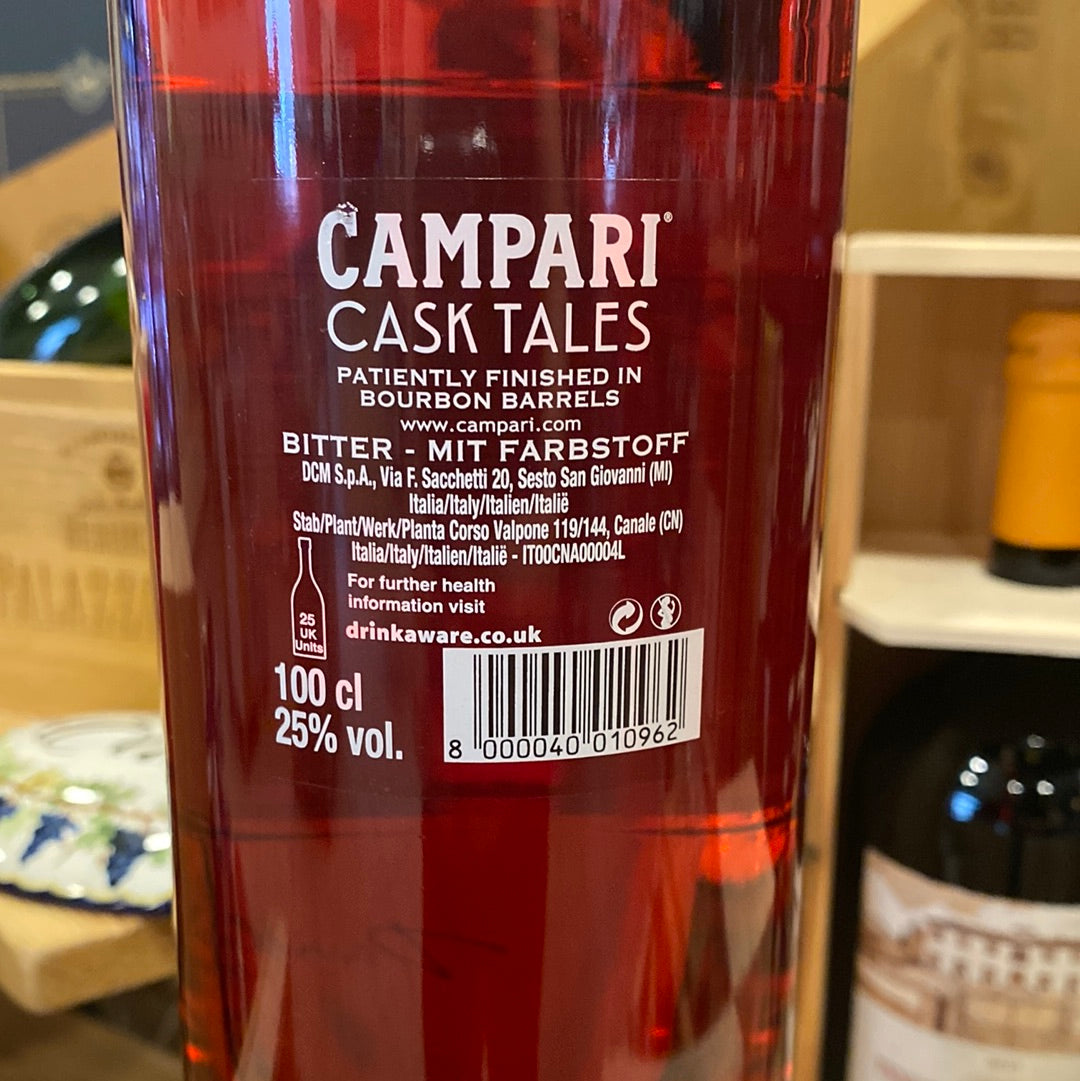 CAMPARI®
CASK TALES
PATIENTLY FINISHED IN
BOURBON BARRELS
www.campari.com
BITTER - MIT FARBSTOFF
DCM S.p.A., Via F. Sacchetti 20, Sesto San Giovanni (MI)
Italia/Italy/Italien/Italië
Stab/Plant/Werk/Planta Corso Valpone 119/144, Canale (CN)
Italia/Italy/Italien/Italië - IT00CNA00004L
For further health
information visit
drinkaware.co.uk
25
UK
Units
100 cl
25% vol.
8 000040 010962